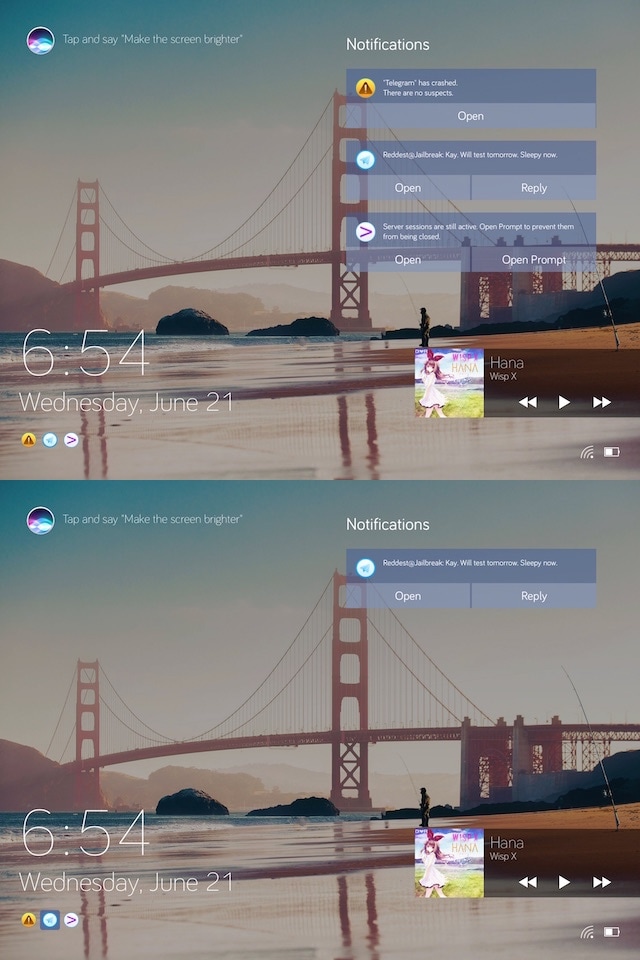 Tap and say "Make the screen brighter"
Notifications
"Telegram" has crashed.
There are no suspects.
Open
Reddest@Jailbreak: Kay. Will test tomorrow. Sleepy now.
Open Reply
Server sessions are still active. Open Prompt to prevent them
from being closed.
Open Open Prompt
6:54
Wednesday, June 21
WISP X
HANA
Hana
Wisp X
Tap and say "Make the screen brighter"
Notifications
Reddest@Jailbreak: Kay. Will test tomorrow. Sleepy now.
Open Reply
6:54
Wednesday, June 21
WISP X
HANA
Hana
Wisp X